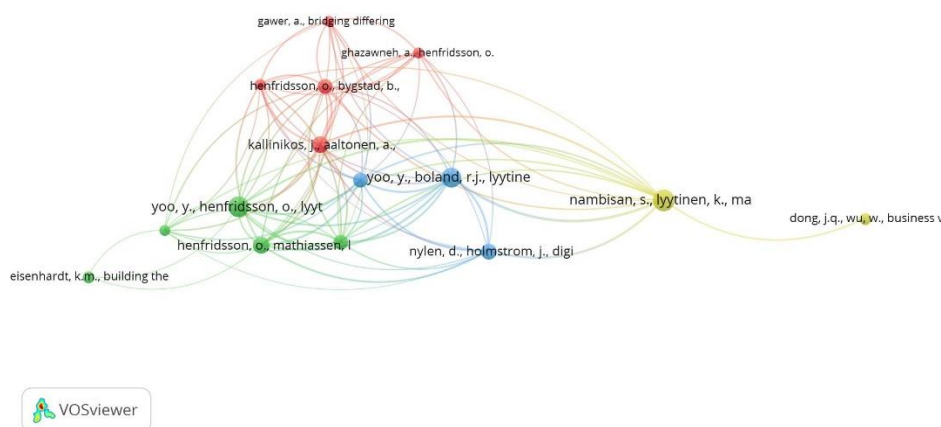 gawer, a., bridging differing
ghazawneh, a., henfridsson, o.
henfridsson, o., bygstad, b.,
kallinikos, j., aaltonen, a.,
yoo, y., boland, r.j., lyytine
nambisan, s., lyytinen, k., ma
yoo, y., henfridsson, o., lyyt
dong, j.q., wu, w., business v
henfridsson, o., mathiassen, l
nylen, d., holmstrom, j., digi
eisenhardt, k.m., building the
VOSviewer